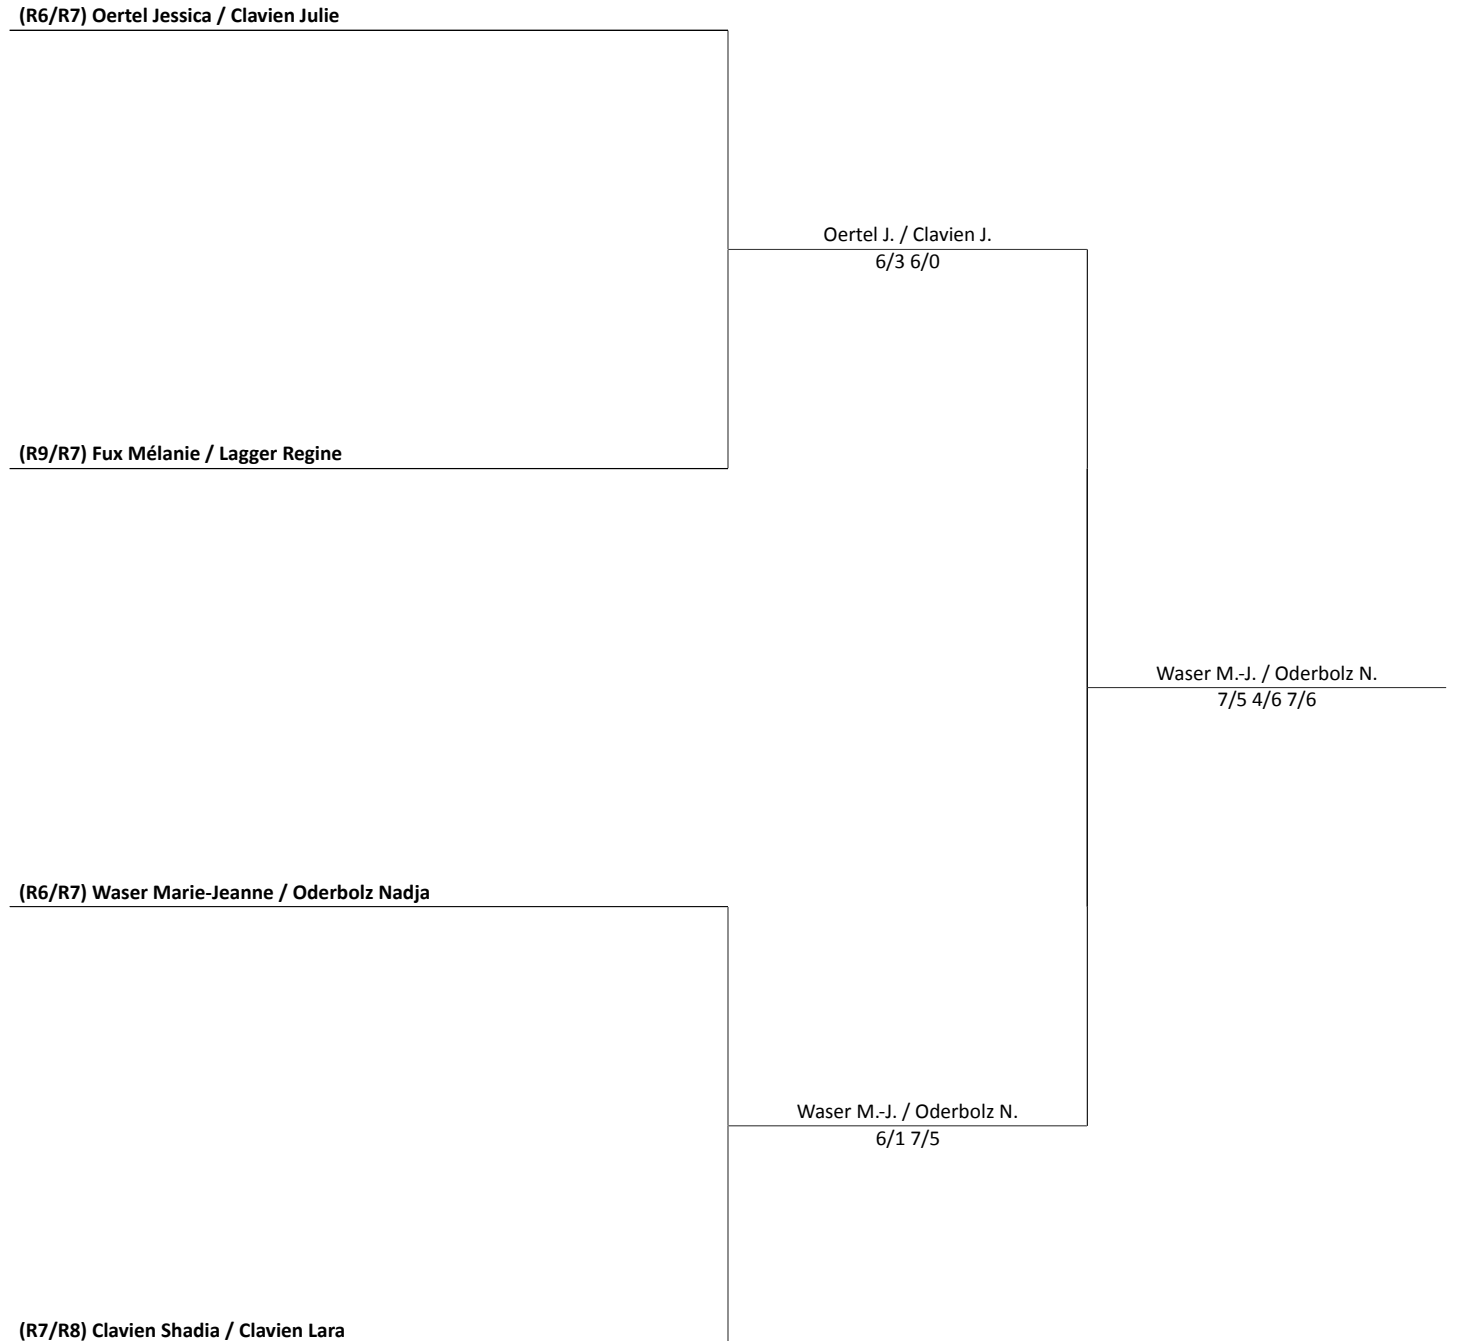 (R6/R7) Oertel Jessica / Clavien Julie
Oertel J. / Clavien J.
6/3 6/0
(R9/R7) Fux Mélanie / Lagger Regine
Waser M.-J. / Oderbolz N.
7/5 4/6 7/6
(R6/R7) Waser Marie-Jeanne / Oderbolz Nadja
Waser M.-J. / Oderbolz N.
6/1 7/5
(R7/R8) Clavien Shadia / Clavien Lara